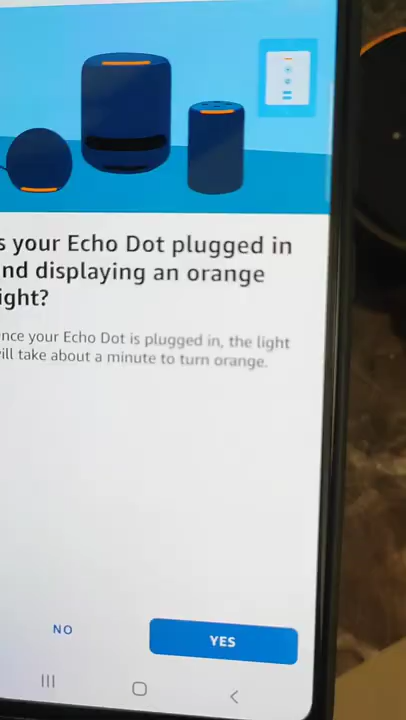 s your Echo Dot plugged in
nd displaying an orange
ight?
nce your Echo Dot is plugged in, the light
ill take about a minute to turn orange.
NO
YES